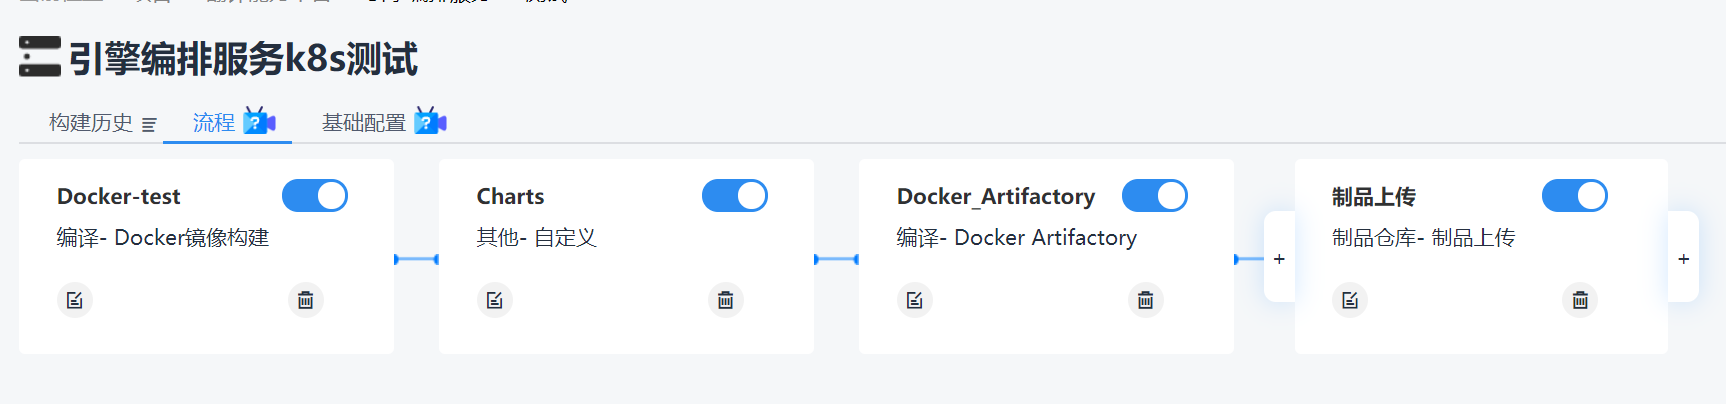 引擎编排服务k8s测试
构建历史 流程 基础配置
Docker-test
编译- Docker镜像构建
Charts
其他- 自定义
Docker_Artifactory
编译- Docker Artifactory
制品上传
制品仓库- 制品上传
+
+